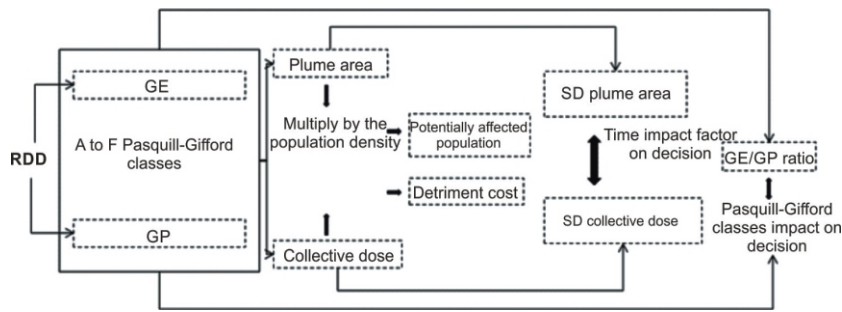 RDD
GE
A to F Pasquill-Gifford
classes
GP
Plume area
Multiply by the
population density
Potentially affected
population
Detriment cost
Collective dose
SD plume area
Time impact factor
on decision
SD collective dose
GE/GP ratio
Pasquill-Gifford
classes impact on
decision